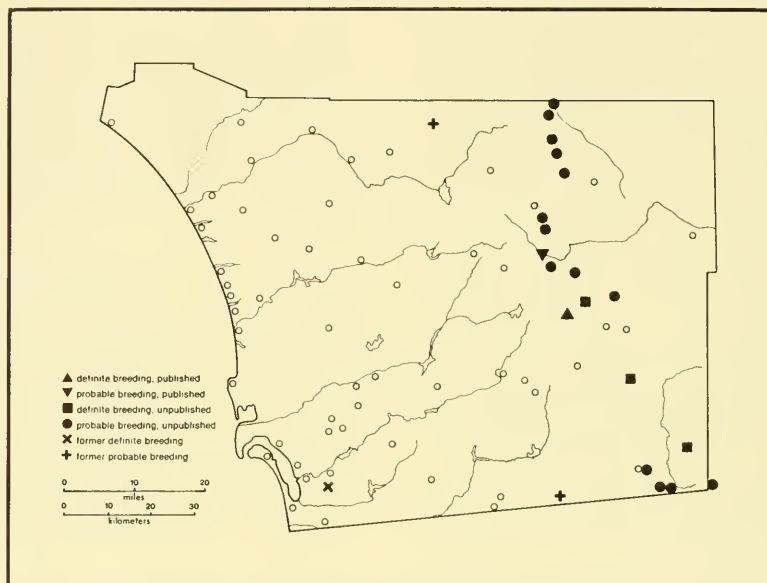 definite breeding, published
probable breeding, published
definite breeding, unpublished
probable breeding, unpublished
former definite breeding
former probable breeding
0 10 20
miles
0 10 20 30
kilometers